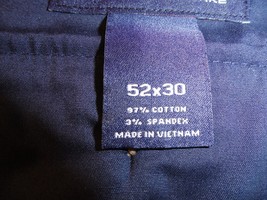 52x30
97% COTTON
3% SPANDEX
MADE IN VIETNAM